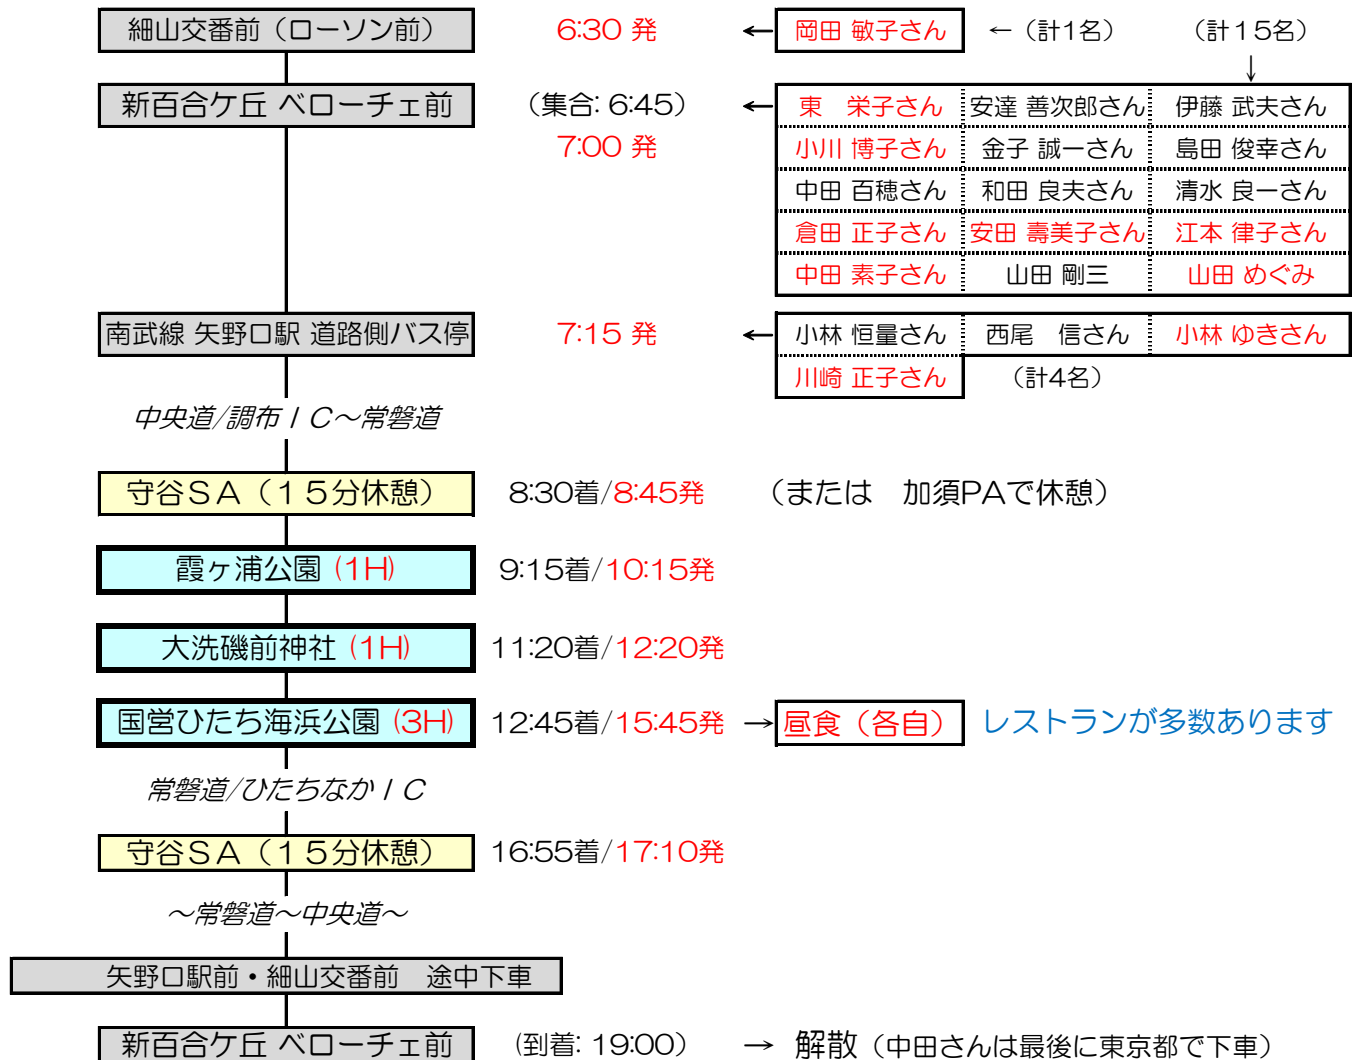 細山交番前（ローソン前） 6:30 発 ← 岡田 敏子さん ←（計1名） （計１５名）
↓
新百合ケ丘 ベローチェ前 （集合: 6:45） ← 東　栄子さん 安達 善次郎さん 伊藤 武夫さん
7:00 発 小川 博子さん 金子 誠一さん 島田 俊幸さん
中田 百穂さん 和田 良夫さん 清水 良一さん
倉田 正子さん 安田 壽美子さん 江本 律子さん
中田 素子さん 山田 剛三 山田 めぐみ
南武線 矢野口駅 道路側バス停 7:15 発 ← 小林 恒量さん 西尾　信さん 小林 ゆきさん
川崎 正子さん （計4名）
中央道/調布ＩＣ～常磐道
守谷ＳＡ（１５分休憩） 8:30着/8:45発 （または　加須PAで休憩）
霞ヶ浦公園 (1H) 9:15着/10:15発
大洗磯前神社 (1H) 11:20着/12:20発
国営ひたち海浜公園 (3H) 12:45着/15:45発 → 昼食（各自） レストランが多数あります
常磐道/ひたちなかＩＣ
守谷ＳＡ（１５分休憩） 16:55着/17:10発
～常磐道～中央道～
矢野口駅前・細山交番前　途中下車
新百合ケ丘 ベローチェ前 (到着: 19:00） → 解散（中田さんは最後に東京都で下車）